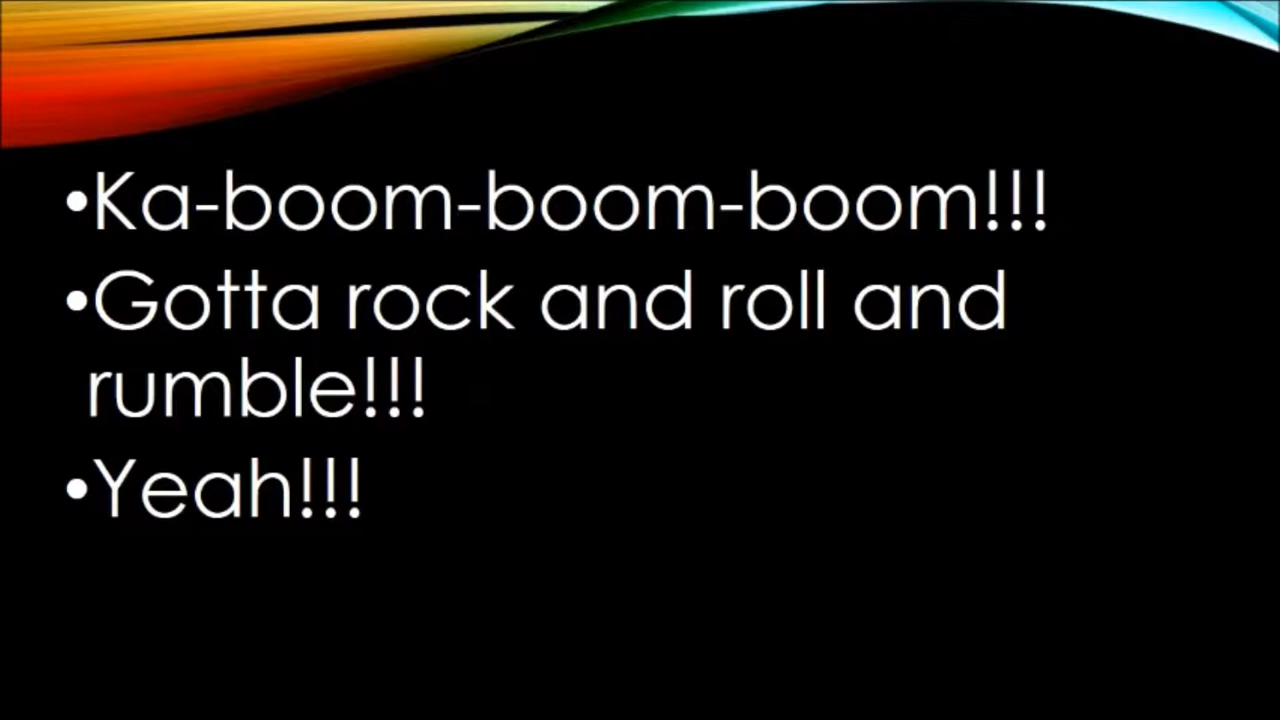 •Ka-boom-boom-boom!!!
•Gotta rock and roll and
rumble!!!
•Yeah!!!